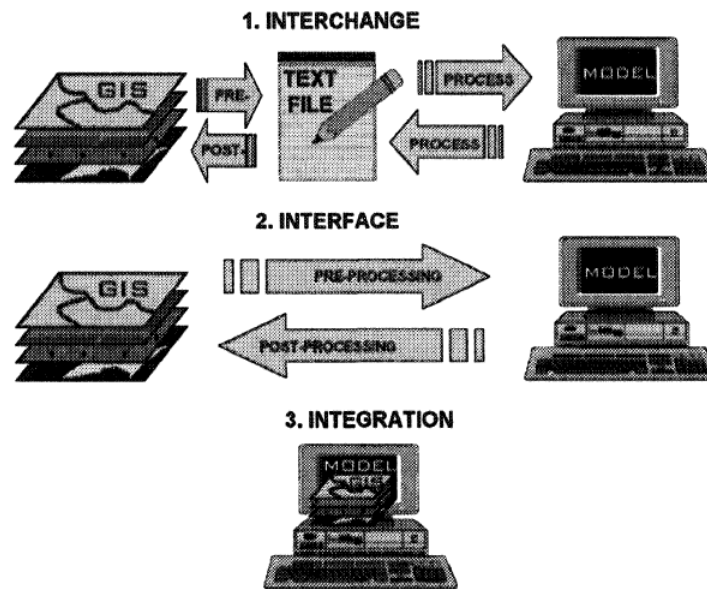 1. INTERCHANGE
GIS
PRE-
TEXT
FILE
PROCESS
MODEL
POST-
PROCESS
2. INTERFACE
GIS
PRE-PROCESSING
MODEL
POST-PROCESSING
3. INTEGRATION
MODEL
GIS